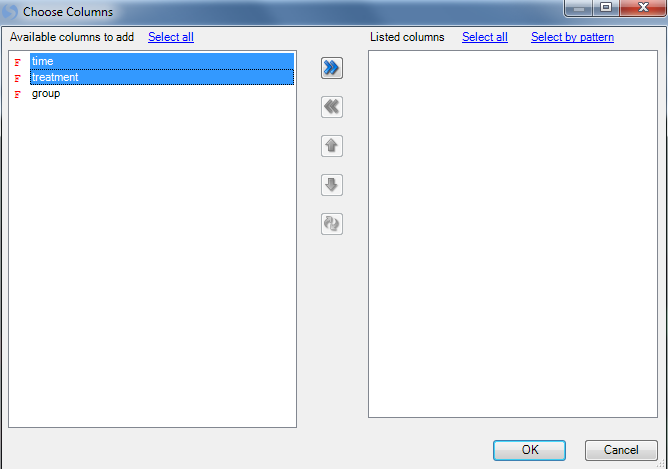 Choose Columns
Available columns to add Select all
Listed columns Select all Select by pattern
time
treatment
group
OK Cancel